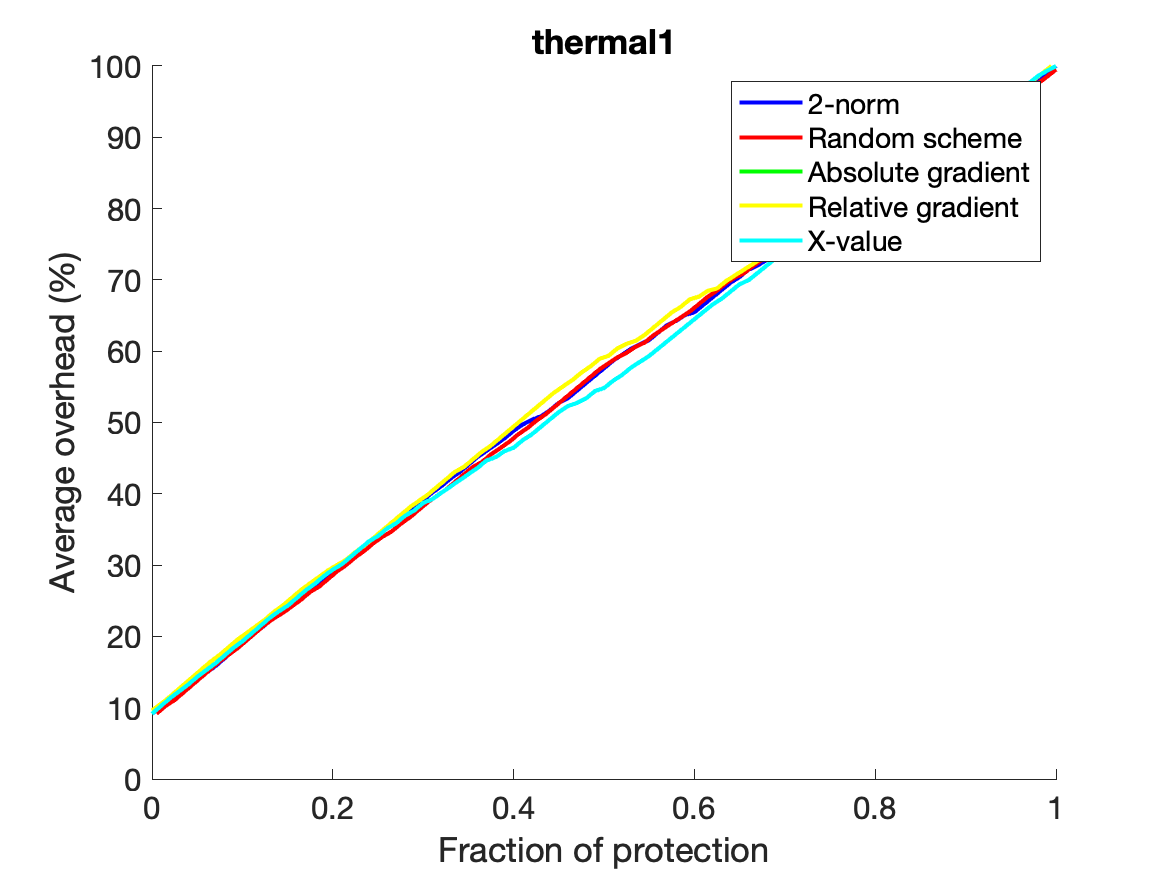 thermal1
100
90
80
70
60
50
40
30
20
10
0
Average overhead (%)
2-norm
Random scheme
Absolute gradient
Relative gradient
X-value
0 0.2 0.4 0.6 0.8 1
Fraction of protection